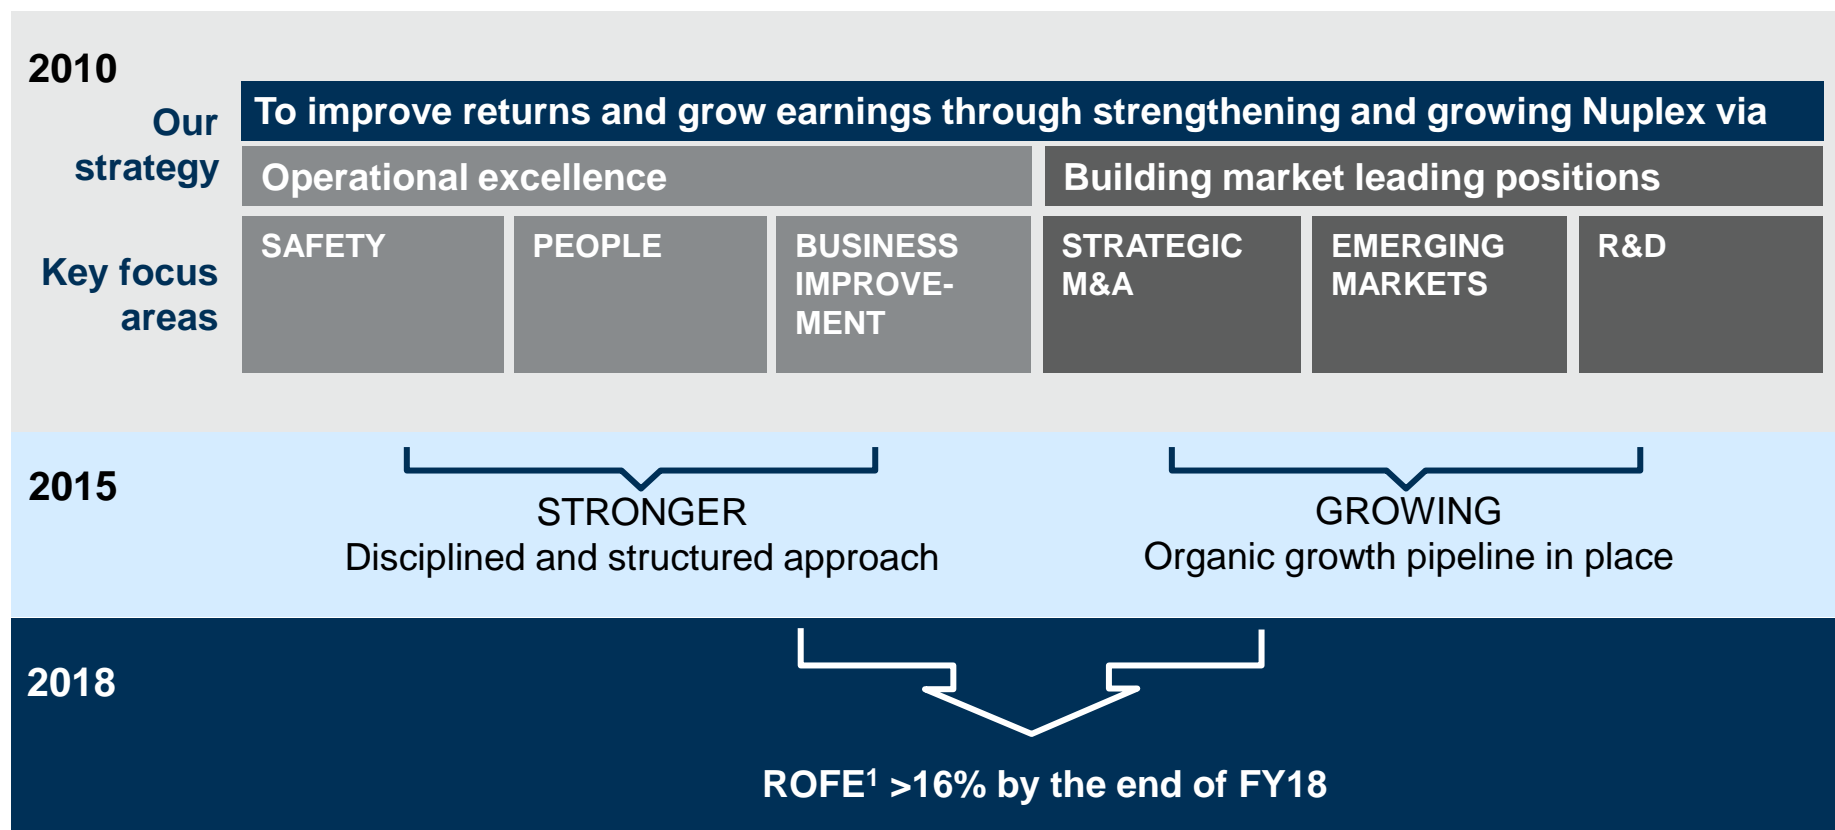 2010
Our
strategy
To improve returns and grow earnings through strengthening and growing Nuplex via
Operational excellence
Building market leading positions
Key focus
areas
SAFETY
PEOPLE
BUSINESS
IMPROVE-
MENT
STRATEGIC
M&A
EMERGING
MARKETS
R&D
2015
STRONGER
Disciplined and structured approach
GROWING
Organic growth pipeline in place
2018
ROFE¹ >16% by the end of FY18